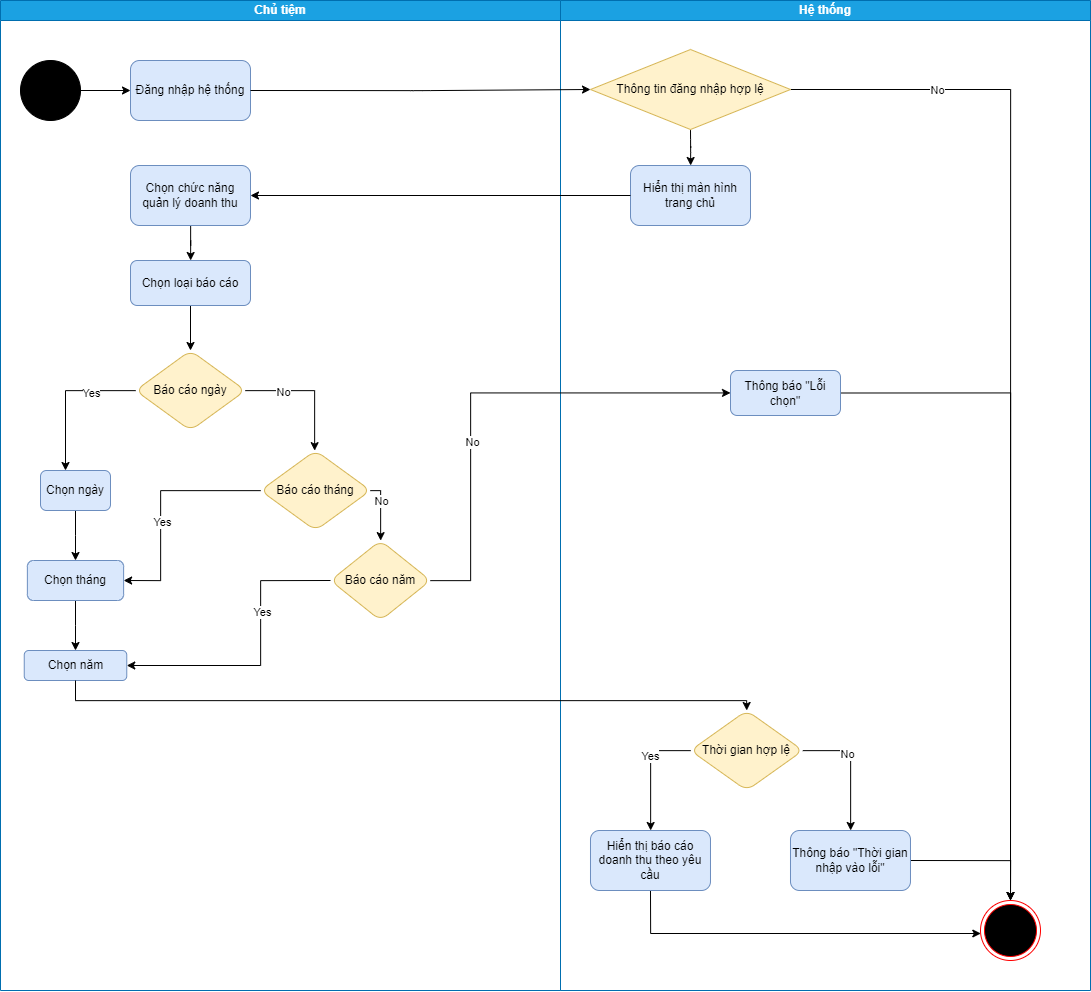 Chủ tiệm
Hệ thống
Đăng nhập hệ thống
Thông tin đăng nhập hợp lệ
No
Chọn chức năng
quản lý doanh thu
Hiển thị màn hình
trang chủ
Chọn loại báo cáo
Báo cáo ngày
Yes
No
Thông báo "Lỗi
chọn"
No
Chọn ngày
Báo cáo tháng
No
Yes
Chọn tháng
Báo cáo năm
Yes
Chọn năm
Thời gian hợp lệ
Yes
No
Hiển thị báo cáo
doanh thu theo yêu
cầu
Thông báo "Thời gian
nhập vào lỗi"